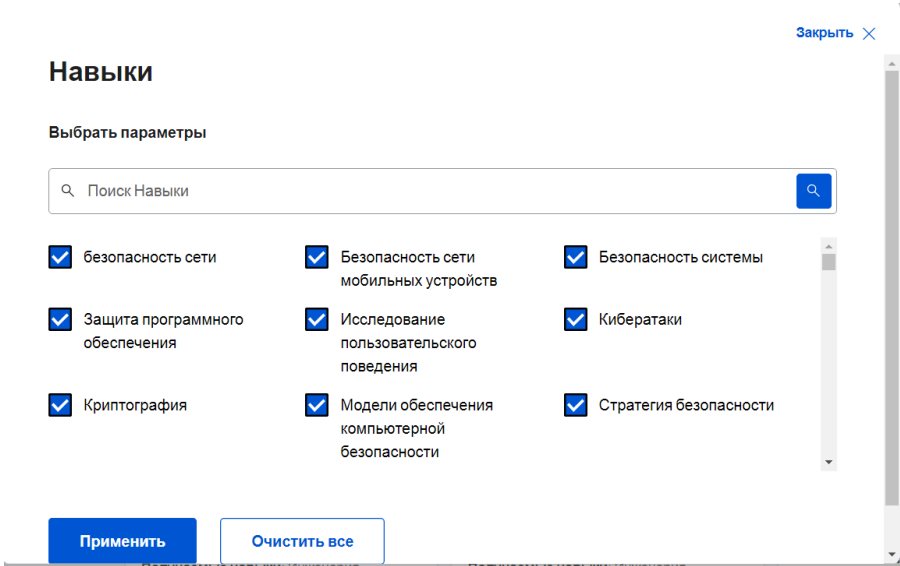 Закрыть
Навыки
Выбрать параметры
Поиск Навыки
безопасность сети
Безопасность сети
мобильных устройств
Безопасность системы
Защита программного
обеспечения
Исследование
пользовательского
поведения
Кибератаки
Криптография
Модели обеспечения
компьютерной
безопасности
Стратегия безопасности
Применить
Очистить все